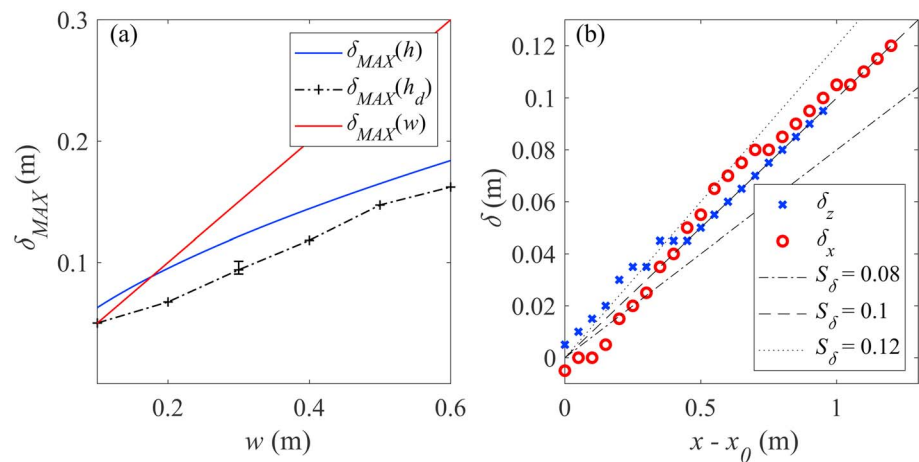 (a)
δMAX(h)
δMAX(hd)
δMAX(w)
0.3
0.2
0.1
δMAX (m)
0.2
0.4
0.6
w (m)
(b)
δz
δx
Sδ = 0.08
Sδ = 0.1
Sδ = 0.12
0.12
0.1
0.08
0.06
0.04
0.02
0
δ (m)
0
0.5
1
x - x0 (m)